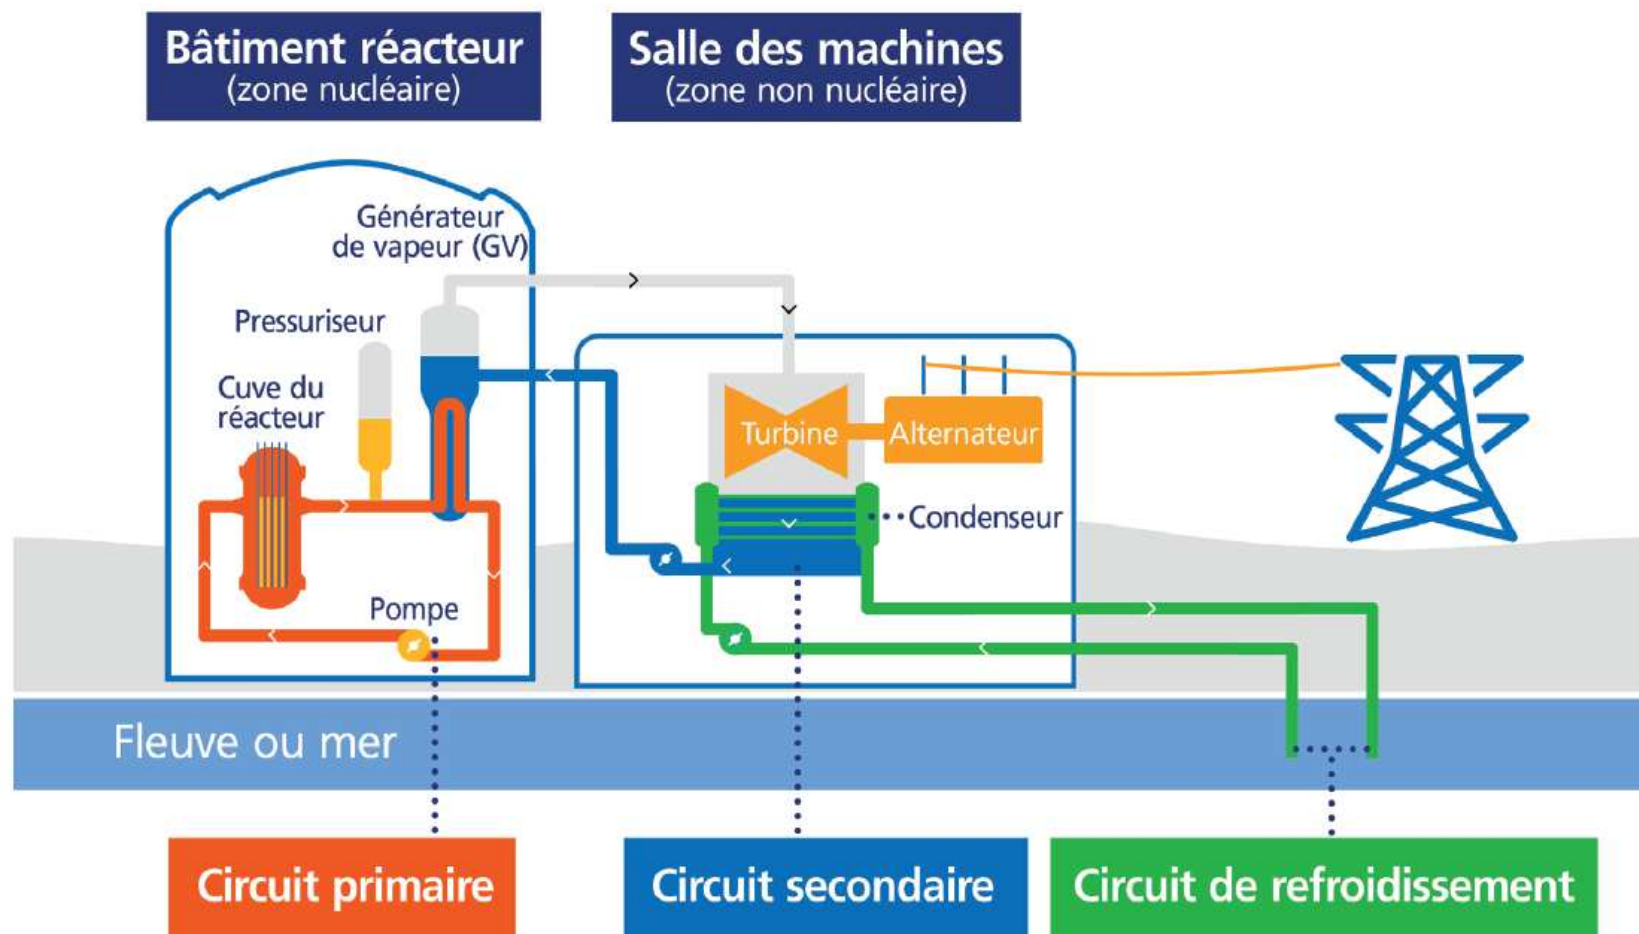 Bâtiment réacteur
(zone nucléaire)
Salle des machines
(zone non nucléaire)
Générateur
de vapeur (GV)
Pressuriseur
Cuve du
réacteur
Turbine
Alternateur
Condenseur
Pompe
Fleuve ou mer
Circuit primaire
Circuit secondaire
Circuit de refroidissement